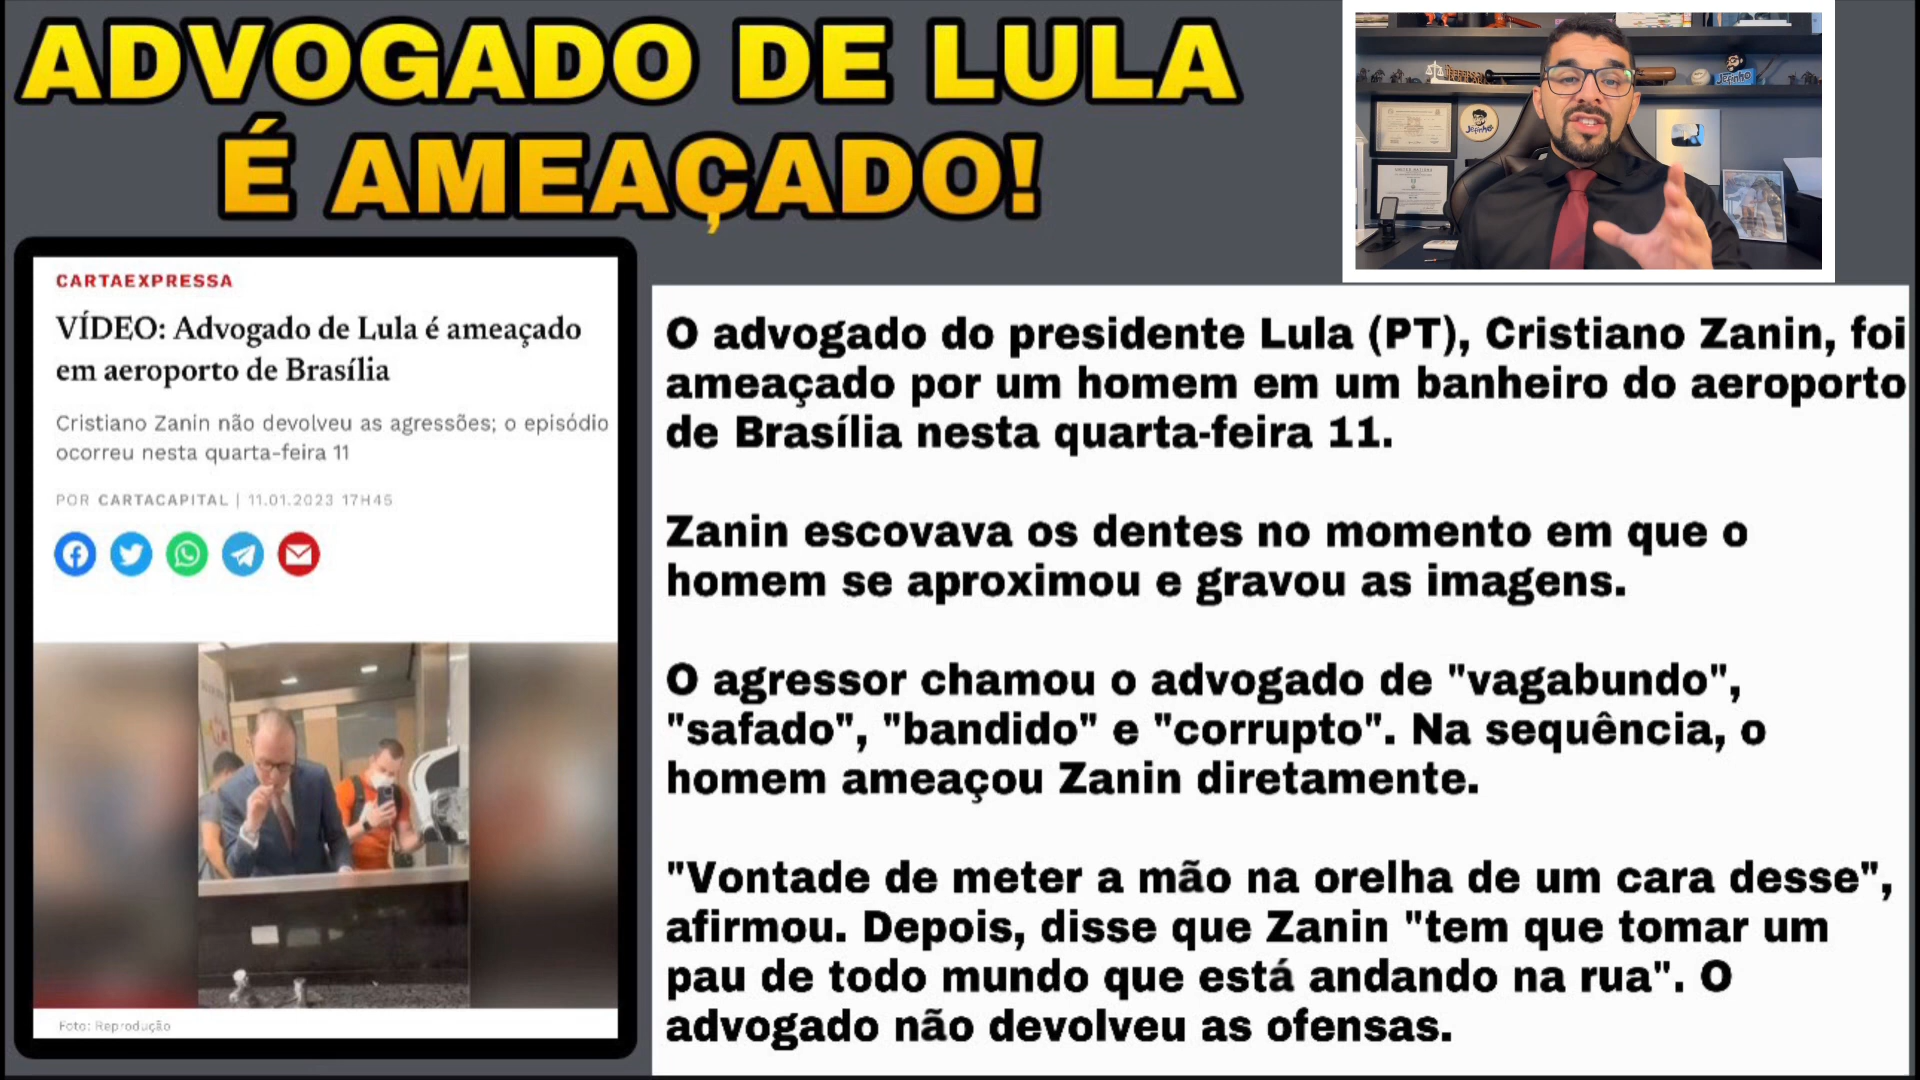 ADVOGADO DE LULA
É AMEAÇADO!
Jefinho
Jefinho
CARTAEXPRESSA
VÍDEO: Advogado de Lula é ameaçado
em aeroporto de Brasília
Cristiano Zanin não devolveu as agressões; o episódio
ocorreu nesta quarta-feira 11
POR CARTACAPITAL | 11.01.2023 17H45
Foto: Reprodução
O advogado do presidente Lula (PT), Cristiano Zanin, foi
ameaçado por um homem em um banheiro do aeroporto
de Brasília nesta quarta-feira 11.
Zanin escovava os dentes no momento em que o
homem se aproximou e gravou as imagens.
O agressor chamou o advogado de "vagabundo",
"safado", "bandido" e "corrupto". Na sequência, o
homem ameaçou Zanin diretamente.
"Vontade de meter a mão na orelha de um cara desse",
afirmou. Depois, disse que Zanin "tem que tomar um
pau de todo mundo que está andando na rua". O
advogado não devolveu as ofensas.